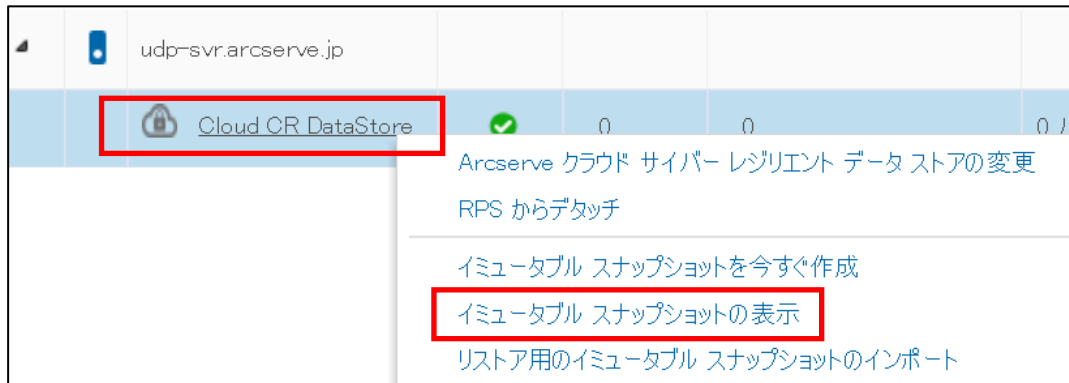 udp-svr.arcserve.jp
Cloud CR DataStore 0 0 0
Arcserve クラウド サイバー レジリエント データ ストアの変更
RPS からデタッチ
イミュータブル スナップショットを今すぐ作成
イミュータブル スナップショットの表示
リストア用のイミュータブル スナップショットのインポート